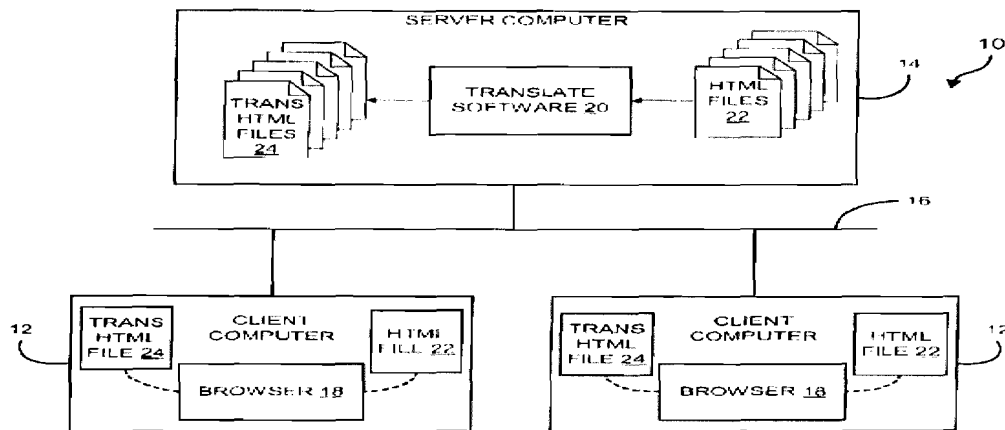 SERVER COMPUTER
10
14
TRANS
HTML
FILES
24
TRANSLATE
SOFTWARE 20
HTML
FILES
22
16
12
TRANS
HTML
FILE 24
CLIENT
COMPUTER
HTML
FILE 22
BROWSER 18
TRANS
HTML
FILE 24
CLIENT
COMPUTER
HTML
FILE 22
12
BROWSER 18